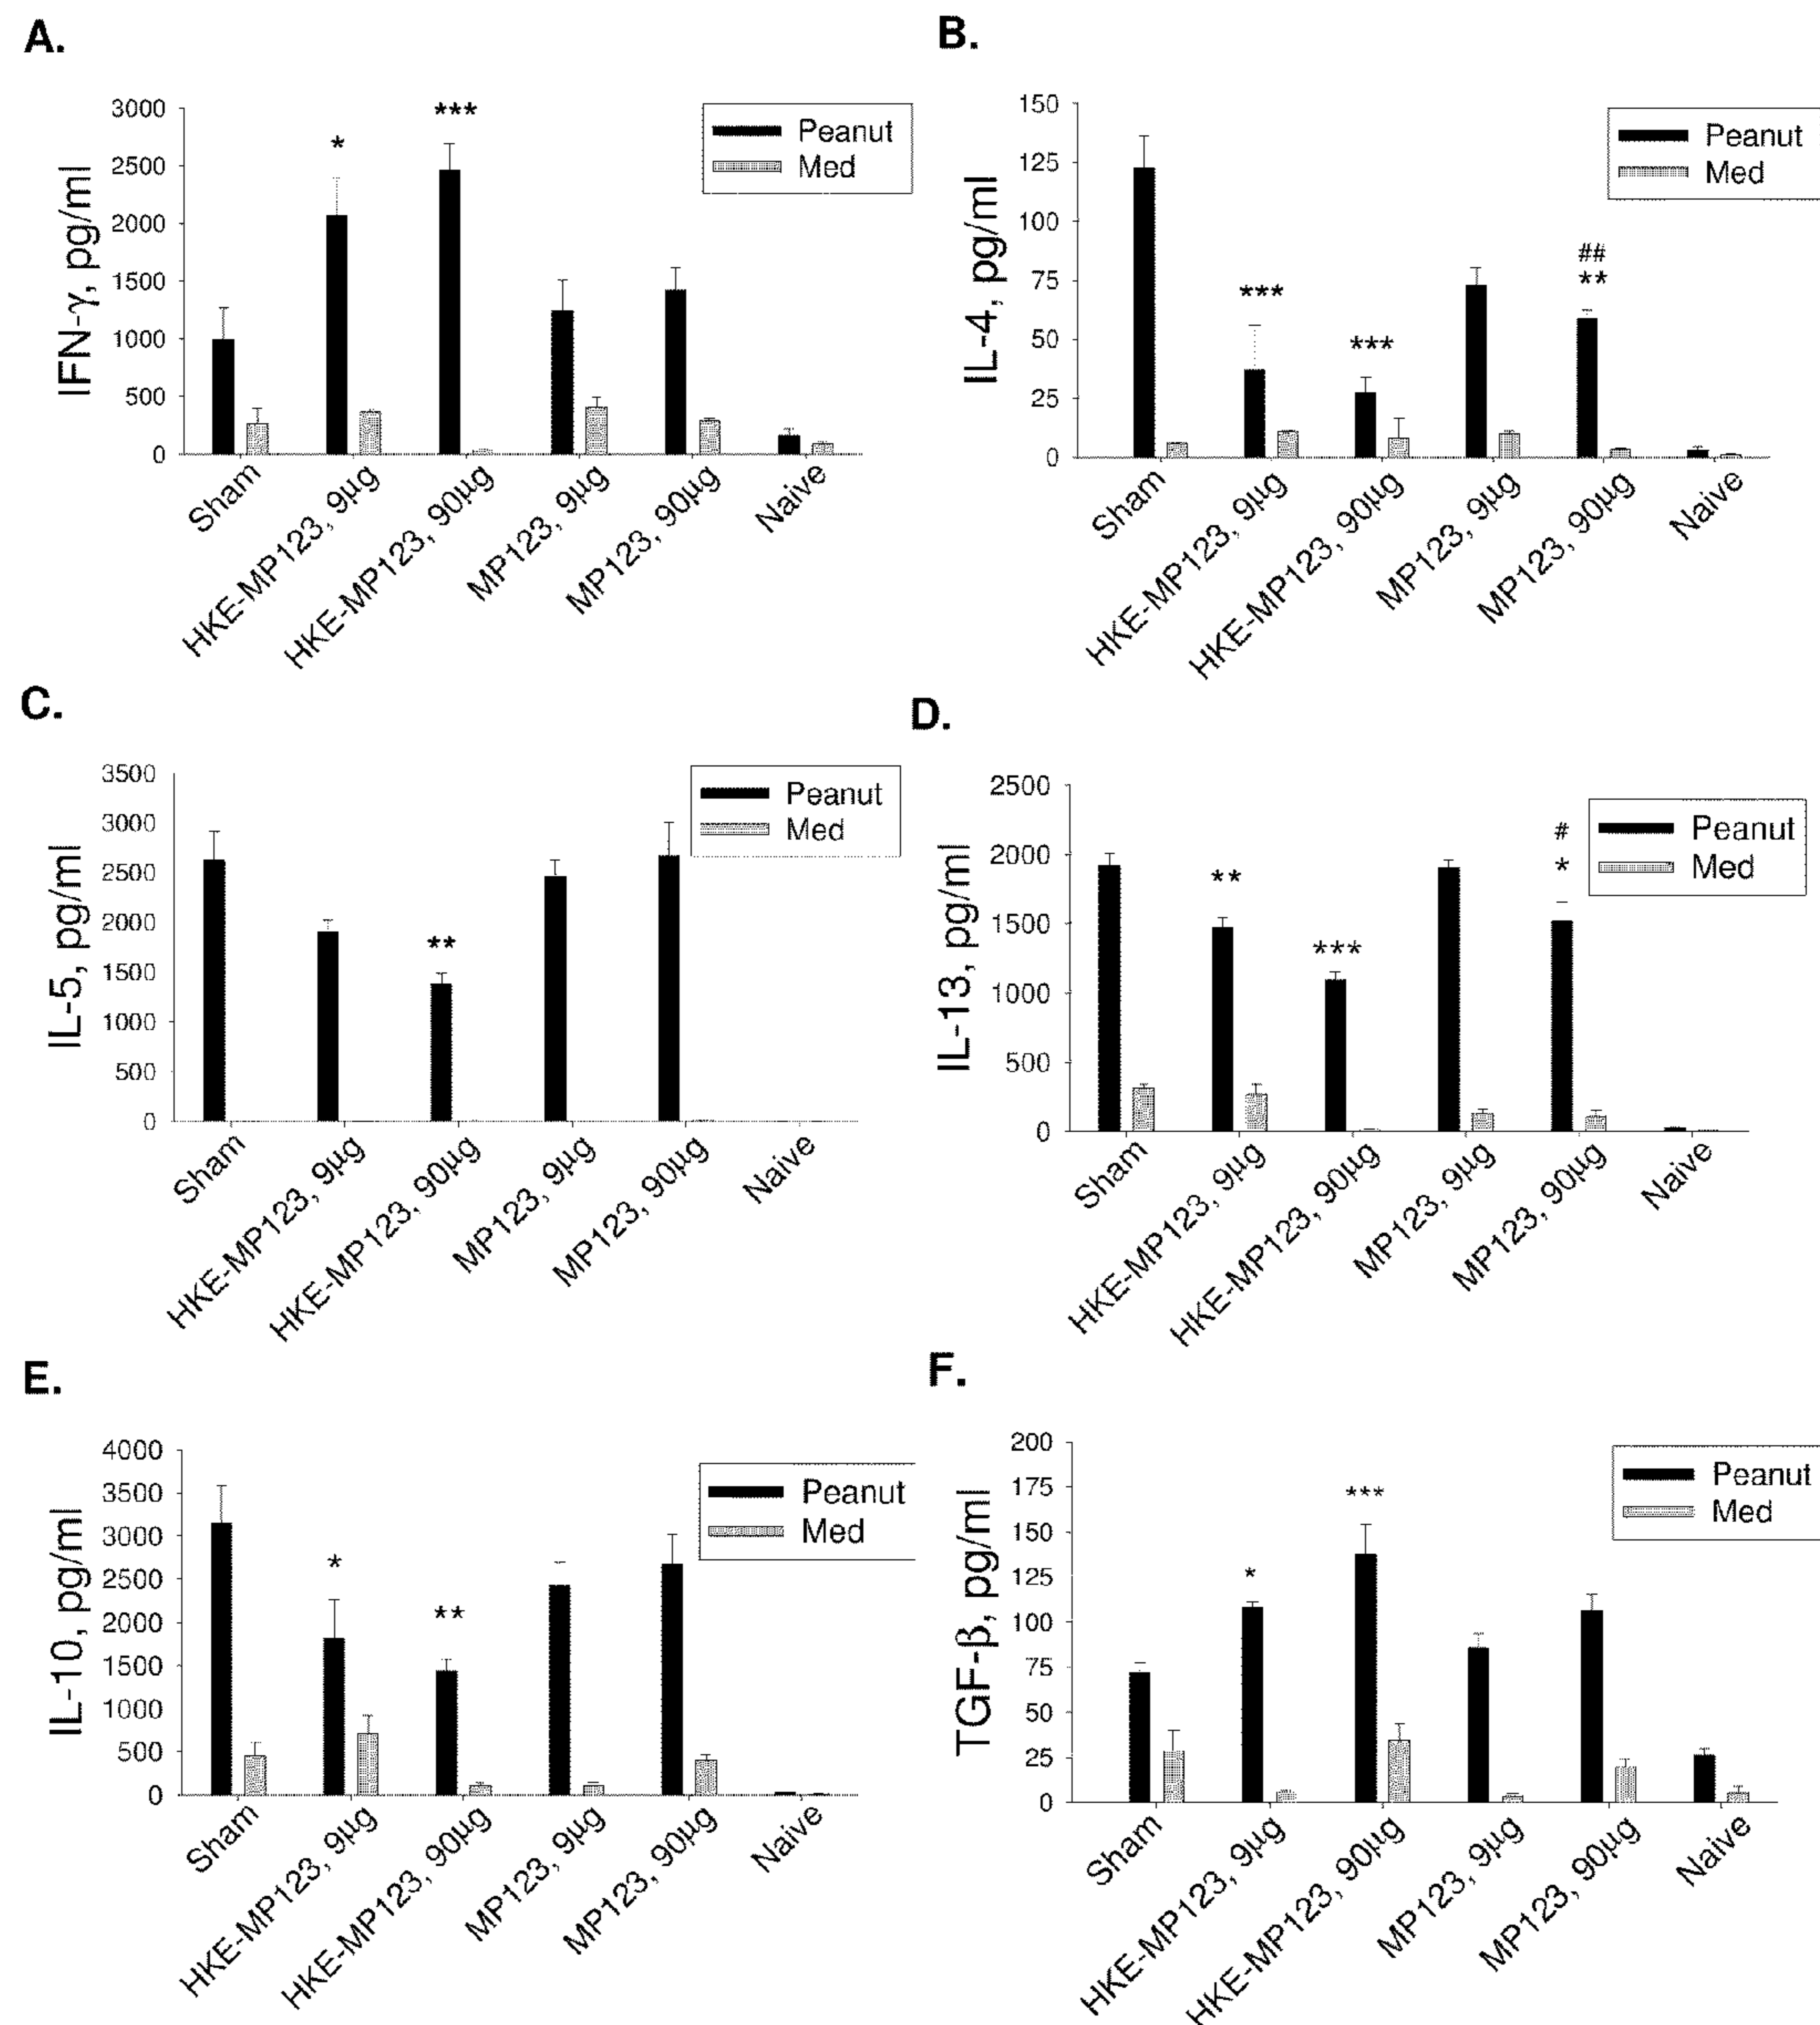 A.
3000
2500
2000
1500
1000
500
0
IFN-γ, pg/ml
*
***
Peanut
Med
Sham
HKE-MP123, 9µg
HKE-MP123, 90µg
MP123, 9µg
MP123, 90µg
Naive
B.
150
125
100
75
50
25
0
IL-4, pg/ml
***
***
##
**
Peanut
Med
Sham
HKE-MP123, 9µg
HKE-MP123, 90µg
MP123, 9µg
MP123, 90µg
Naive
C.
3500
3000
2500
2000
1500
1000
500
0
IL-5, pg/ml
**
Peanut
Med
Sham
HKE-MP123, 9µg
HKE-MP123, 90µg
MP123, 9µg
MP123, 90µg
Naive
D.
2500
2000
1500
1000
500
0
IL-13, pg/ml
**
***
#
*
Peanut
Med
Sham
HKE-MP123, 9µg
HKE-MP123, 90µg
MP123, 9µg
MP123, 90µg
Naive
E.
4000
3500
3000
2500
2000
1500
1000
500
0
IL-10, pg/ml
*
**
Peanut
Med
Sham
HKE-MP123, 9µg
HKE-MP123, 90µg
MP123, 9µg
MP123, 90µg
Naive
F.
200
175
150
125
100
75
50
25
0
TGF-β, pg/ml
*
***
Peanut
Med
Sham
HKE-MP123, 9µg
HKE-MP123, 90µg
MP123, 9µg
MP123, 90µg
Naive